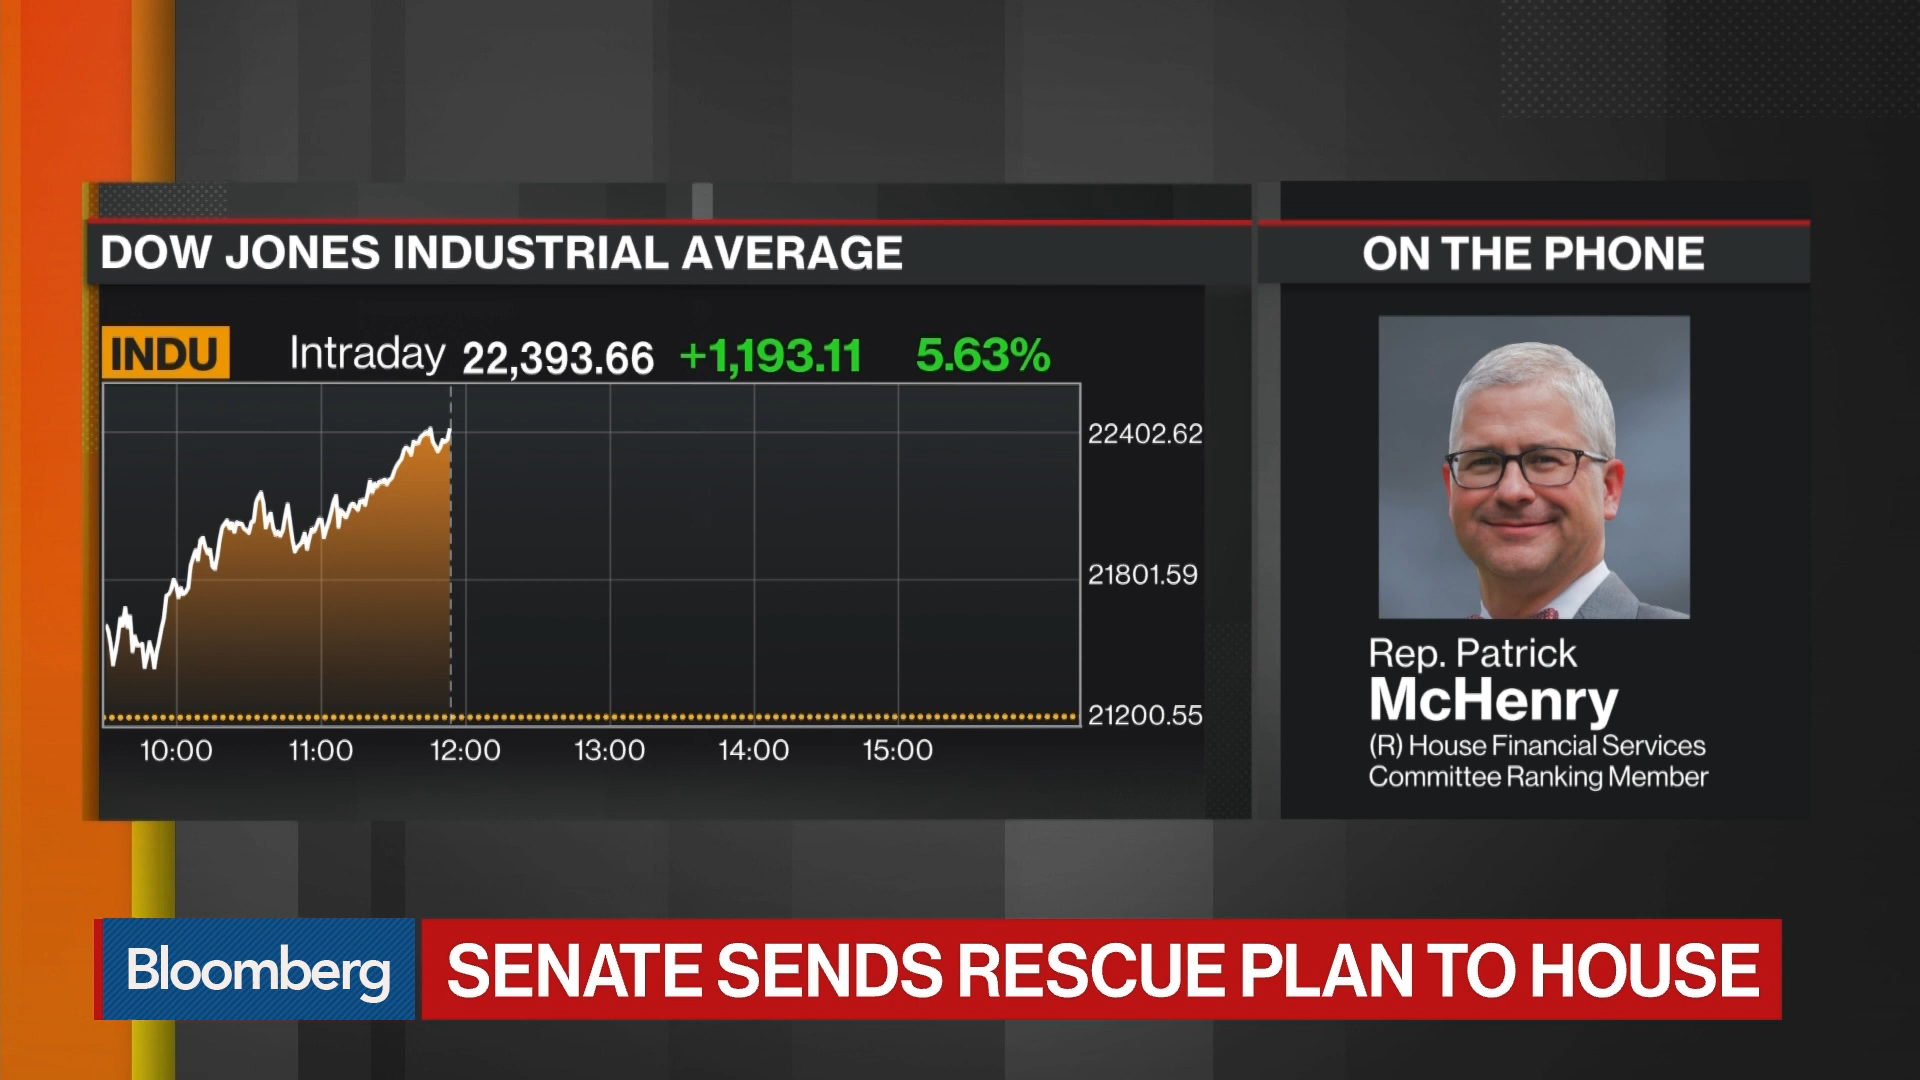 DOW JONES INDUSTRIAL AVERAGE
INDU Intraday 22,393.66 +1,193.11 5.63%
22402.62
21801.59
21200.55
10:00 11:00 12:00 13:00 14:00 15:00
ON THE PHONE
Rep. Patrick
McHenry
(R) House Financial Services
Committee Ranking Member
Bloomberg
SENATE SENDS RESCUE PLAN TO HOUSE